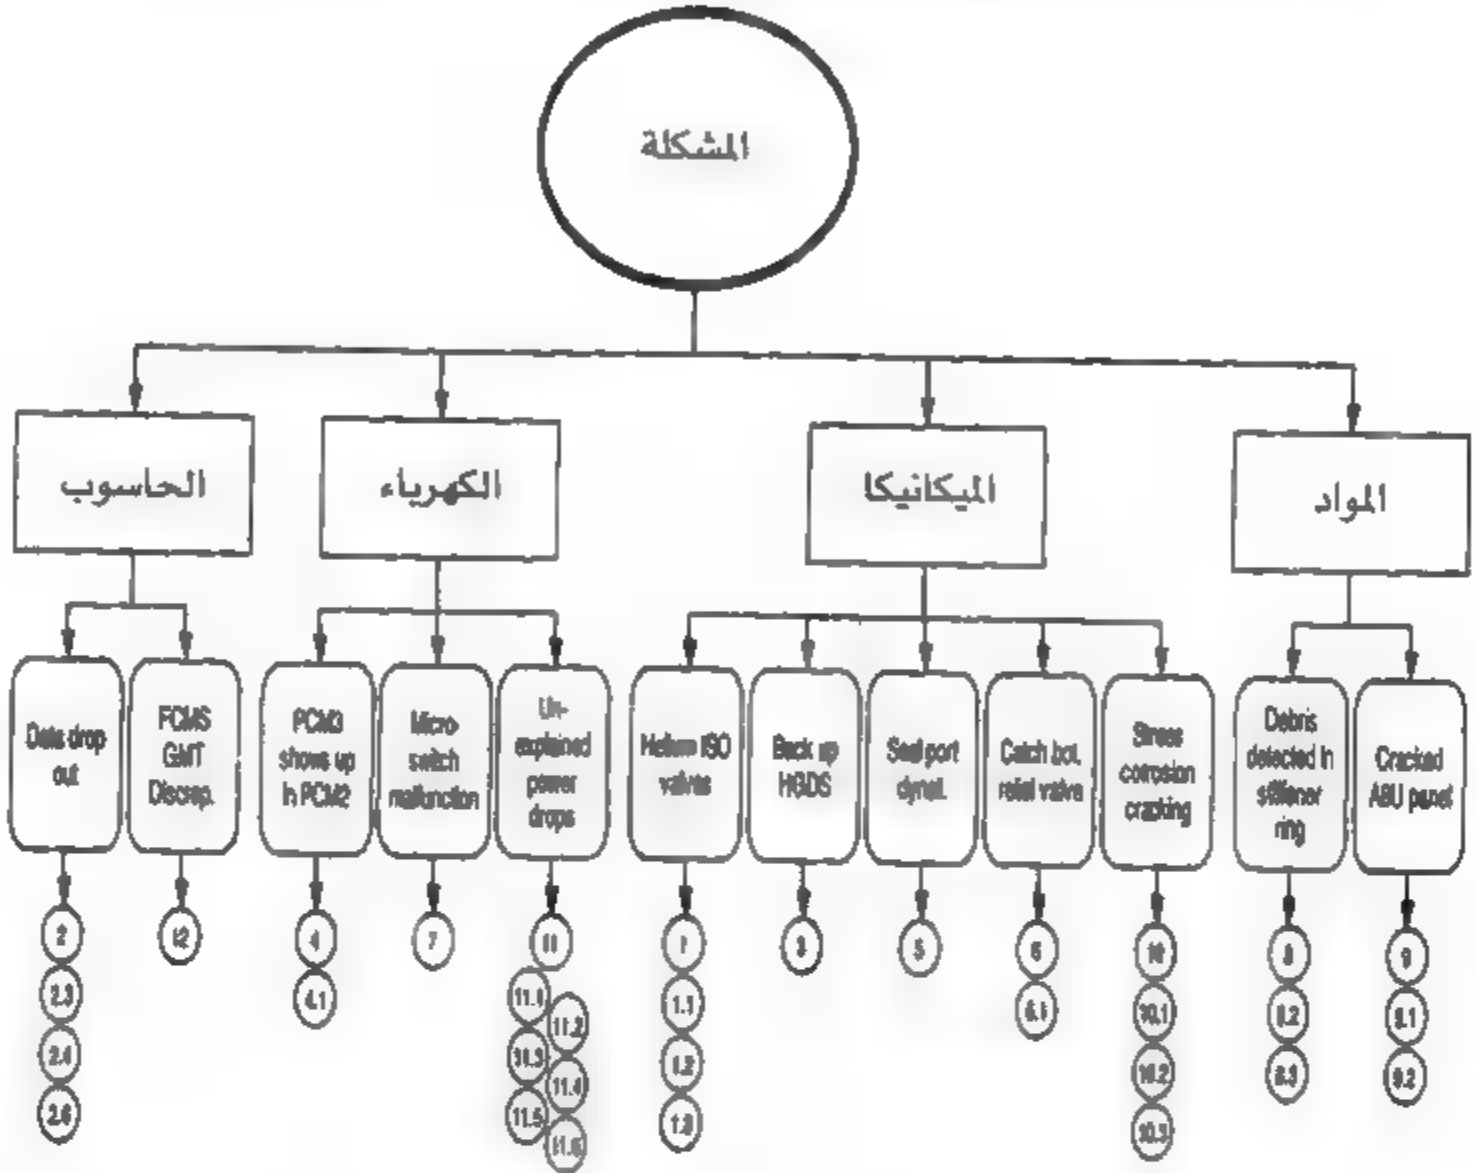 المشكلة
الحاسوب
الكهرباء
الميكانيكا
المواد
Data drop
out
PCMS
GMT
Discrep.
PCM3
shows up
in PCM2
Micro-
switch
malfunction
Un-
explained
power
drops
Helium ISO
valves
Back up
HGDS
Seal port
Catch bot.
relief valve
Stress
corrosion
cracking
Debris
detected in
stiffener
ring
Cracked
panel
2
2.3
2.4
2.6
12
4
4.1
7
11
11.1
11.2
11.3
11.4
11.5
11.6
1
1.1
1.2
3
5
6
6.1
10
10.1
10.2
10.3
8
8.2
8.3
9
9.1
9.2